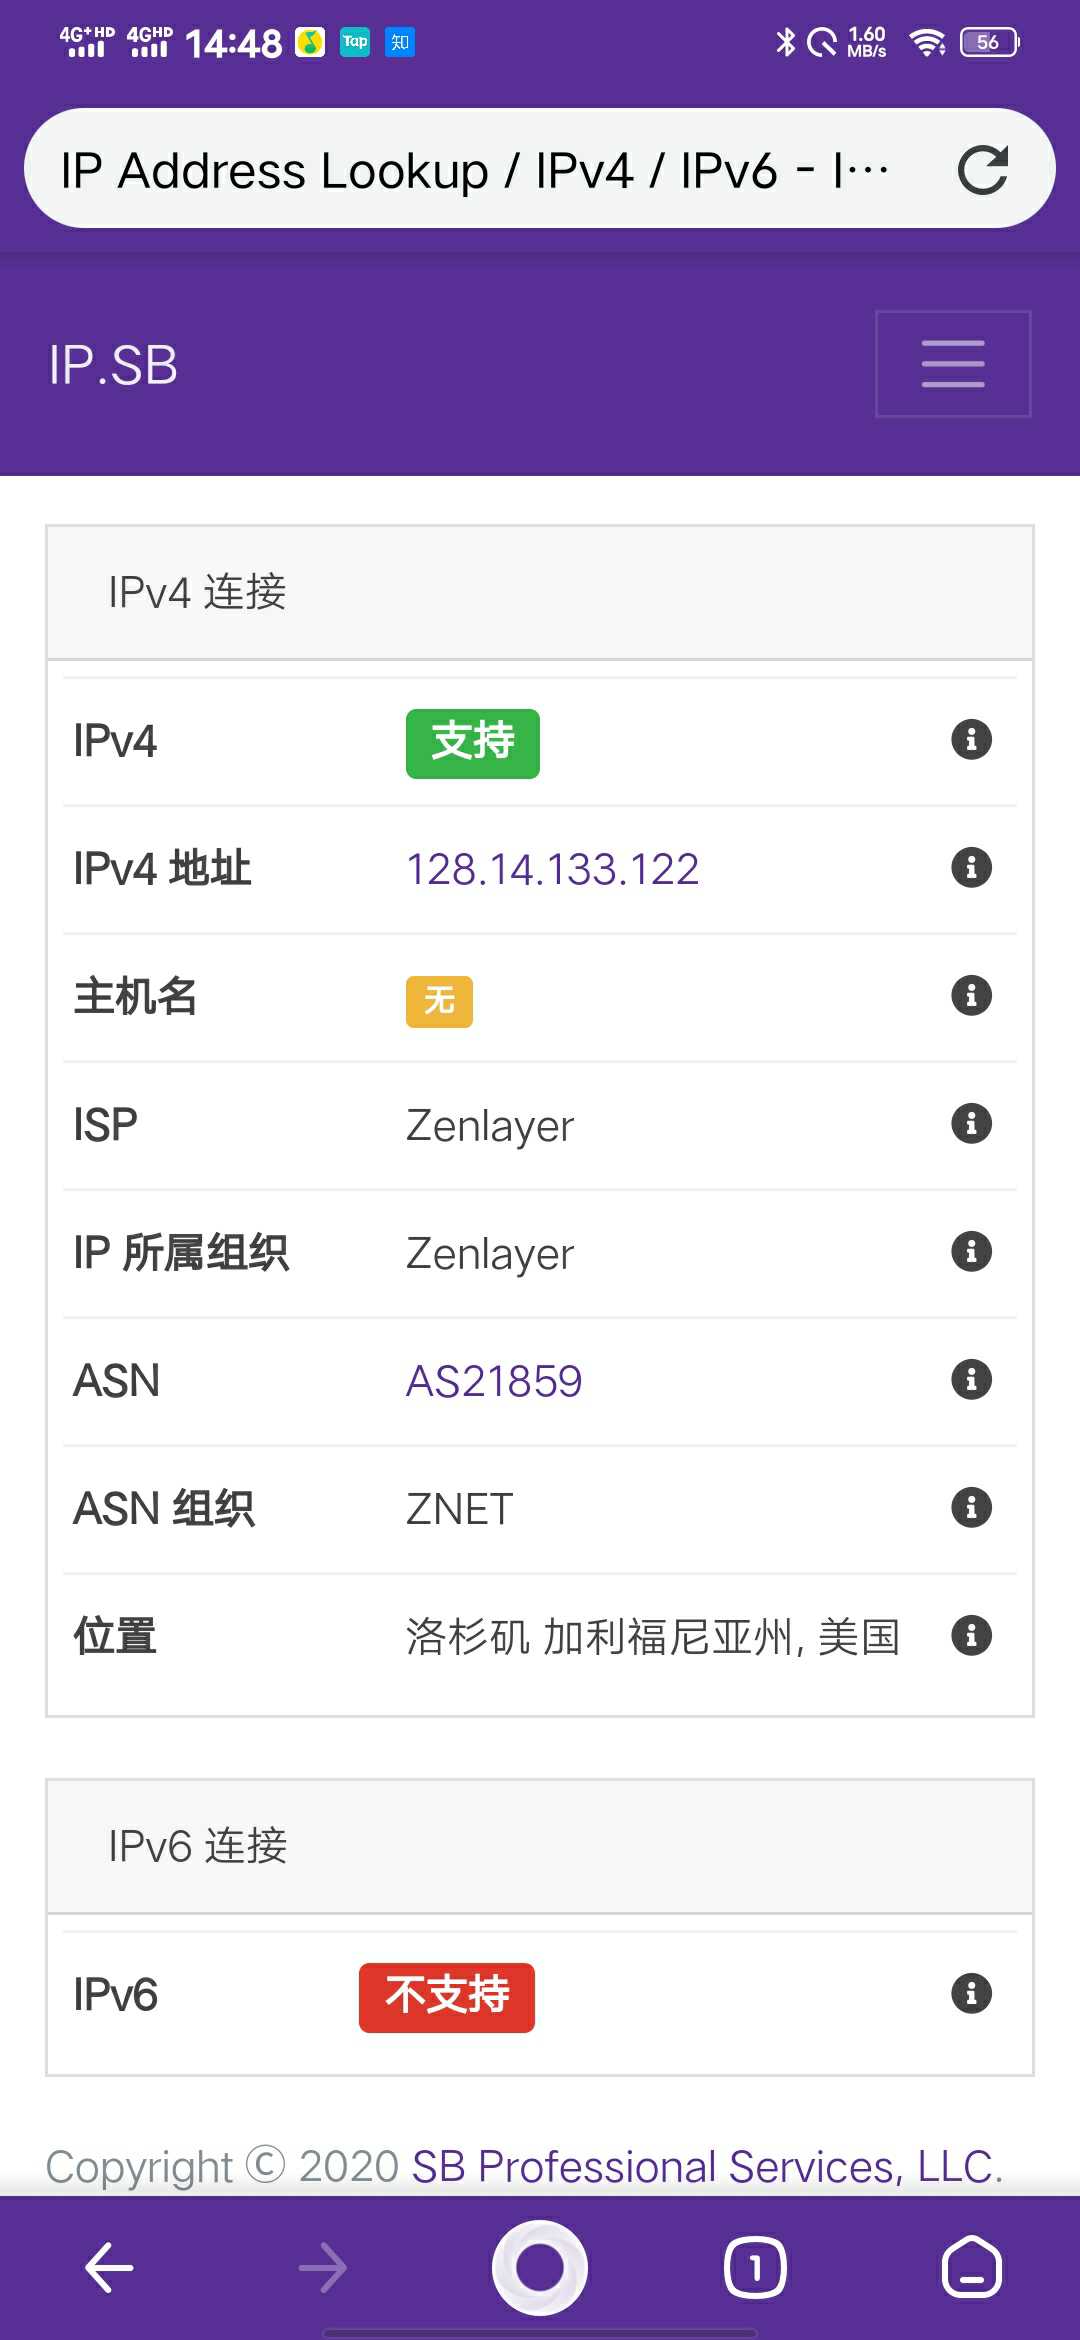 4G+HD 4GHD 14:48 Tap 知 1.60 MB/s 56
IP Address Lookup / IPv4 / IPv6 - I…
IP.SB
IPv4 连接
IPv4 支持
IPv4 地址 128.14.133.122
主机名 无
ISP Zenlayer
IP 所属组织 Zenlayer
ASN AS21859
ASN 组织 ZNET
位置 洛杉矶 加利福尼亚州, 美国
IPv6 连接
IPv6 不支持
Copyright © 2020 SB Professional Services, LLC.
1